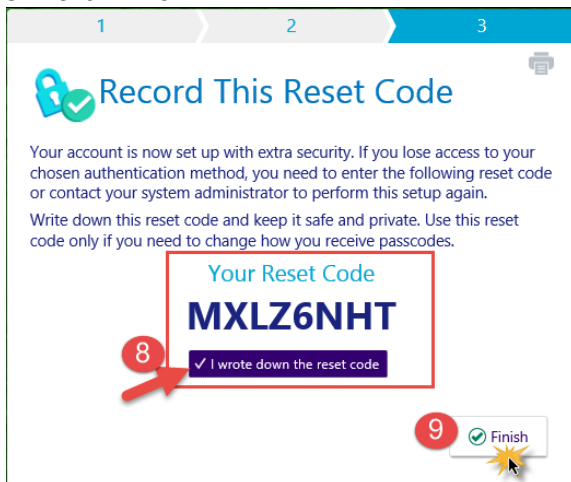 1
2
3
Record This Reset Code
Your account is now set up with extra security. If you lose access to your
chosen authentication method, you need to enter the following reset code
or contact your system administrator to perform this setup again.
Write down this reset code and keep it safe and private. Use this reset
code only if you need to change how you receive passcodes.
Your Reset Code
MXLZ6NHT
8
✓ I wrote down the reset code
9
Finish